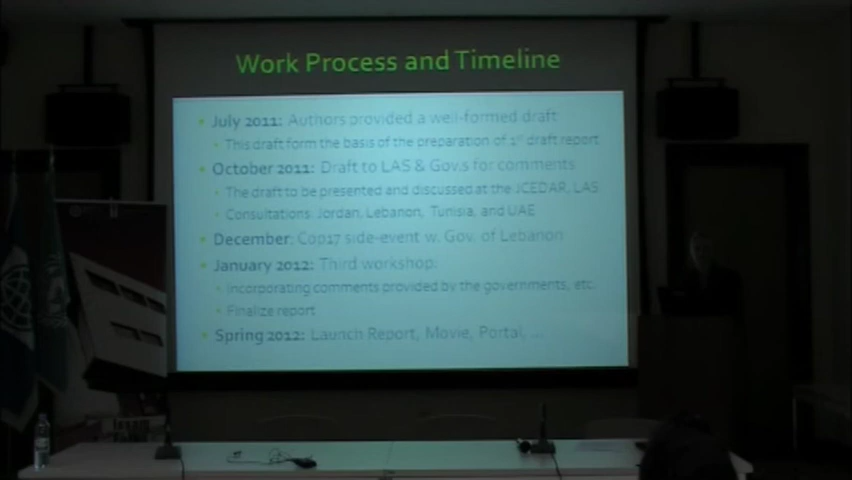 Work Process and Timeline
July 2011: Authors provided a well-formed draft
This draft form the basis of the preparation of 1st draft report
October 2011: Draft to LAS & Gov.s for comments
The draft to be presented and discussed at the JCEDAR, LAS
Consultations: Jordan, Lebanon, Tunisia, and UAE
December: Cop17 side-event w. Gov. of Lebanon
January 2012: Third workshop:
Incorporating comments provided by the governments, etc.
Finalize report
Spring 2012: Launch Report, Movie, Portal, ...